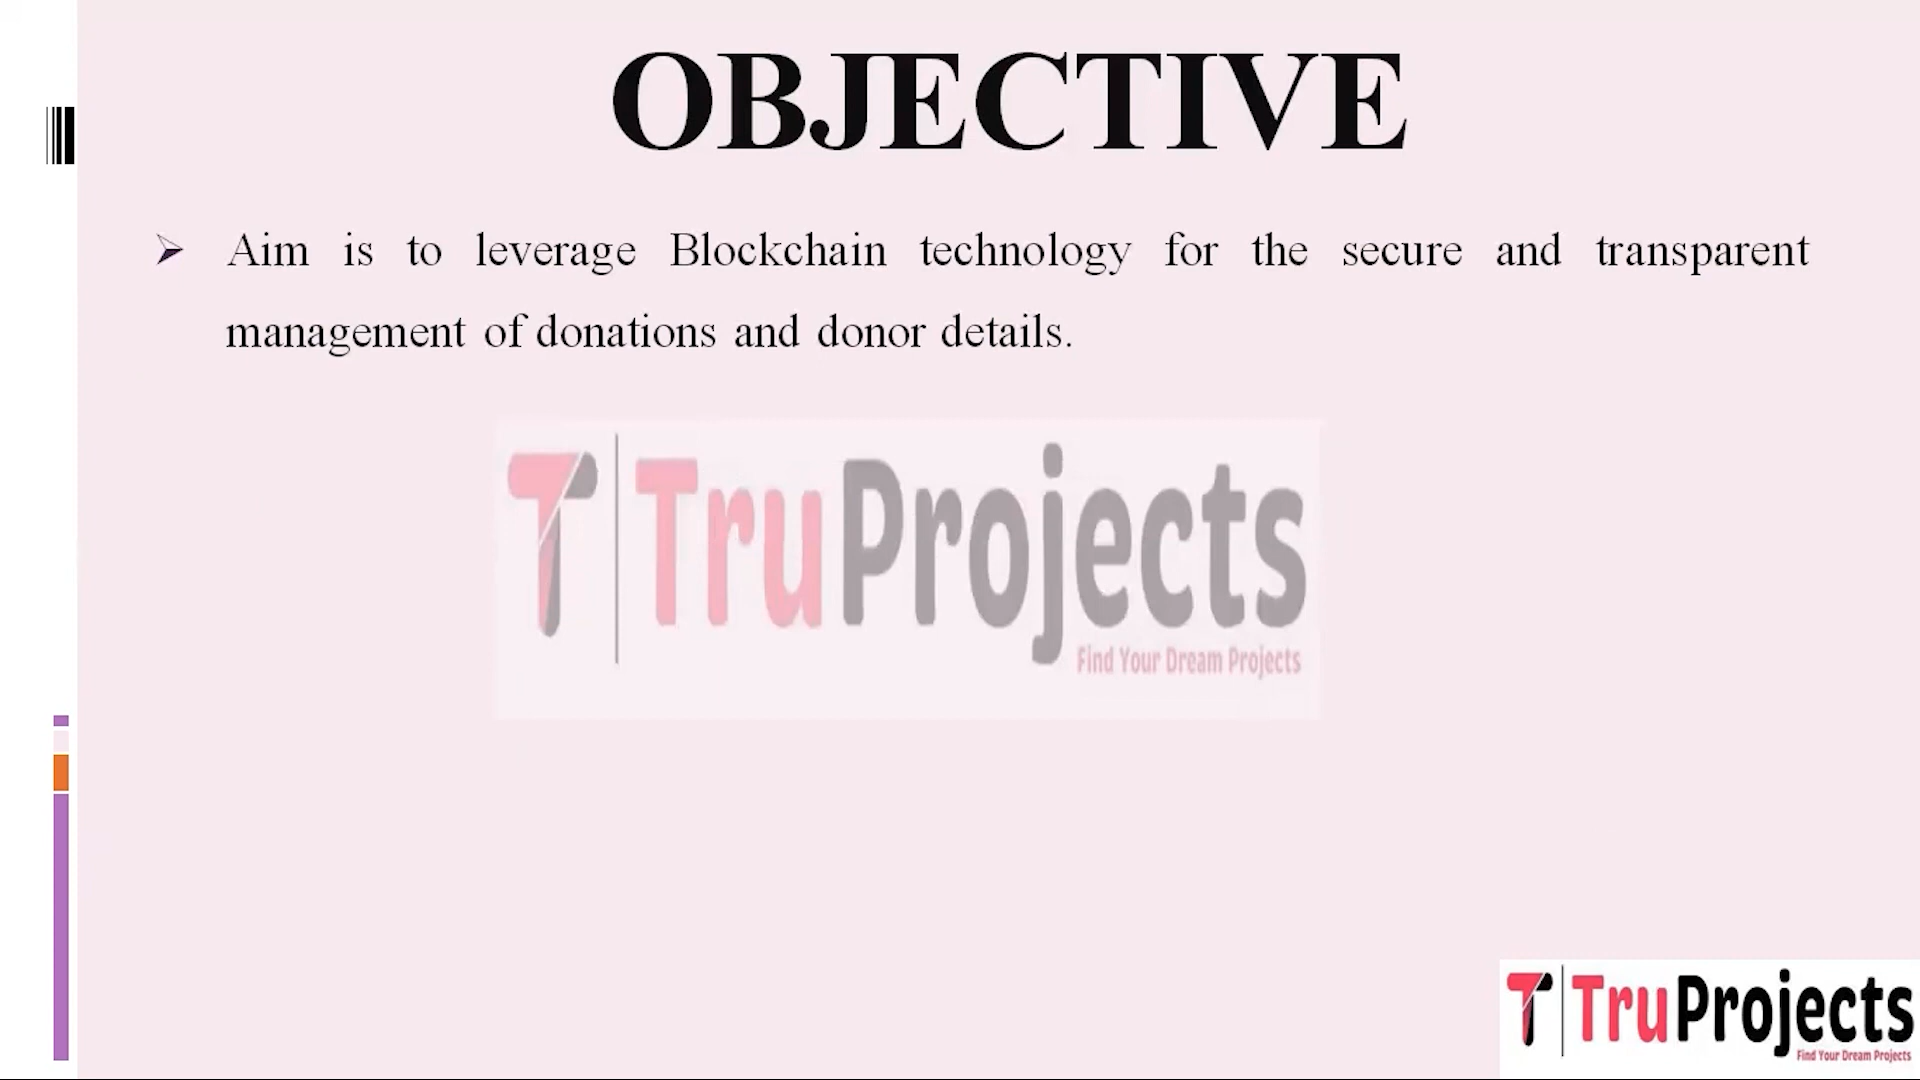 OBJECTIVE
Aim is to leverage Blockchain technology for the secure and transparent
management of donations and donor details.
TruProjects
Find Your Dream Projects
TruProjects
Find Your Dream Projects